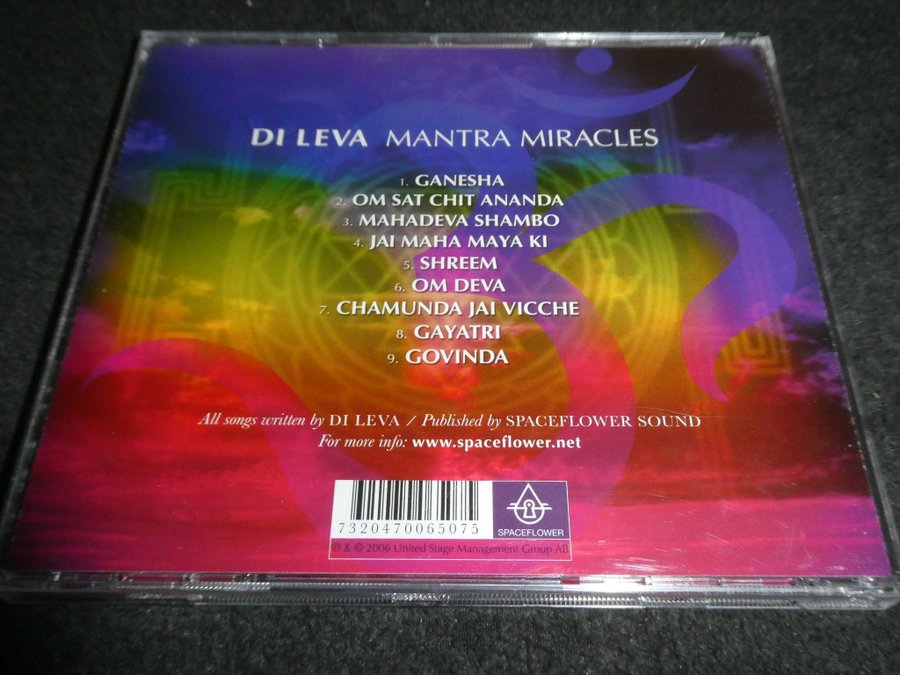 DI LEVA MANTRA MIRACLES
1. GANESHA
2. OM SAT CHIT ANANDA
3. MAHADEVA SHAMBO
4. JAI MAHA MAYA KI
5. SHREEM
6. OM DEVA
7. CHAMUNDA JAI VICCHE
8. GAYATRI
9. GOVINDA
All songs written by DI LEVA / Published by SPACEFLOWER SOUND
For more info: www.spaceflower.net
7320470065075
SPACEFLOWER
℗ & © 2006 United Stage Management Group AB